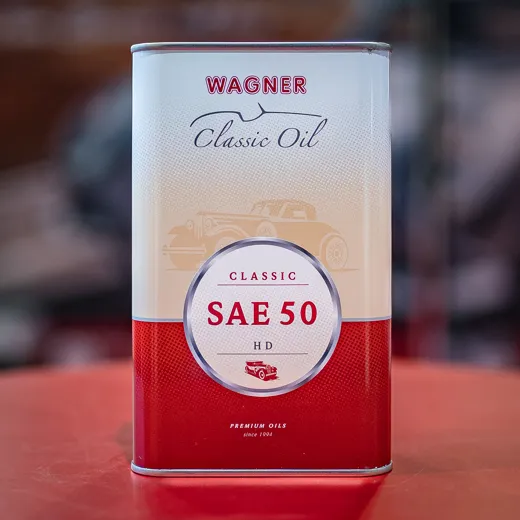 WAGNER
Classic Oil
CLASSIC
SAE 50
HD
PREMIUM OILS
since 1994